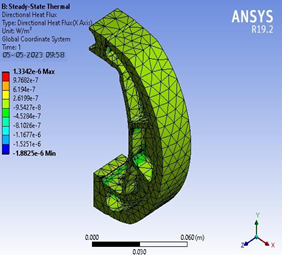 B: Steady-State Thermal
Directional Heat Flux
Type: Directional Heat Flux(X Axis)
Unit: W/m²
Global Coordinate System
Time: 1
05-05-2023 09:58
1.3342e-6 Max
9.7682e-7
6.1994e-7
2.6199e-7
-9.5427e-8
-4.5284e-7
-8.1026e-7
-1.1677e-6
-1.5251e-6
-1.8825e-6 Min
ANSYS
R19.2
0.000
0.060 (m)
0.030
Y
Z
X